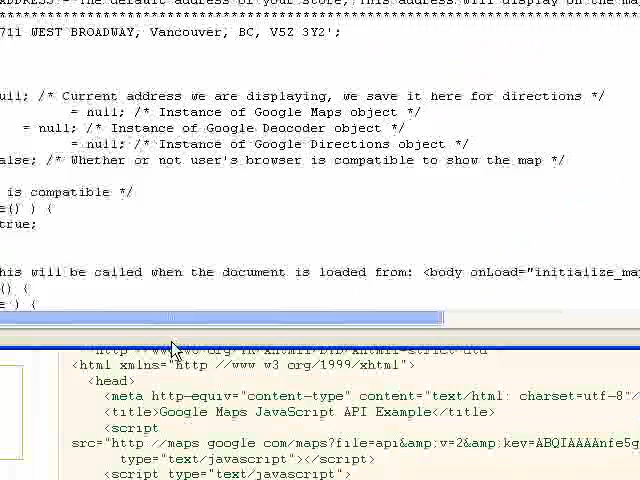 ADDRESS - The default address of your store, This address will display on the ma
711 WEST BROADWAY, Vancouver, BC, V5Z 3Y2';
ull; /* Current address we are displaying, we save it here for directions */
= null; /* Instance of Google Maps object */
= null; /* Instance of Google Deocoder object */
= null; /* Instance of Google Directions object */
alse; /* Whether or not user's browser is compatible to show the map */
is compatible */
e() ) {
true;
his will be called when the document is loaded from: <body onLoad="initialize_ma
() {
e ) {
<html xmlns="http //www w3 org/1999/xhtml">
<head>
<meta http-equiv="content-type" content="text/html: charset=utf-8"/
<title>Google Maps JavaScript API Example</title>
<script
src="http //maps google com/maps?file=api&amp;v=2&amp;key=ABQIAAAAnfe5g
type="text/javascript"></script>
<script type="text/javascript">